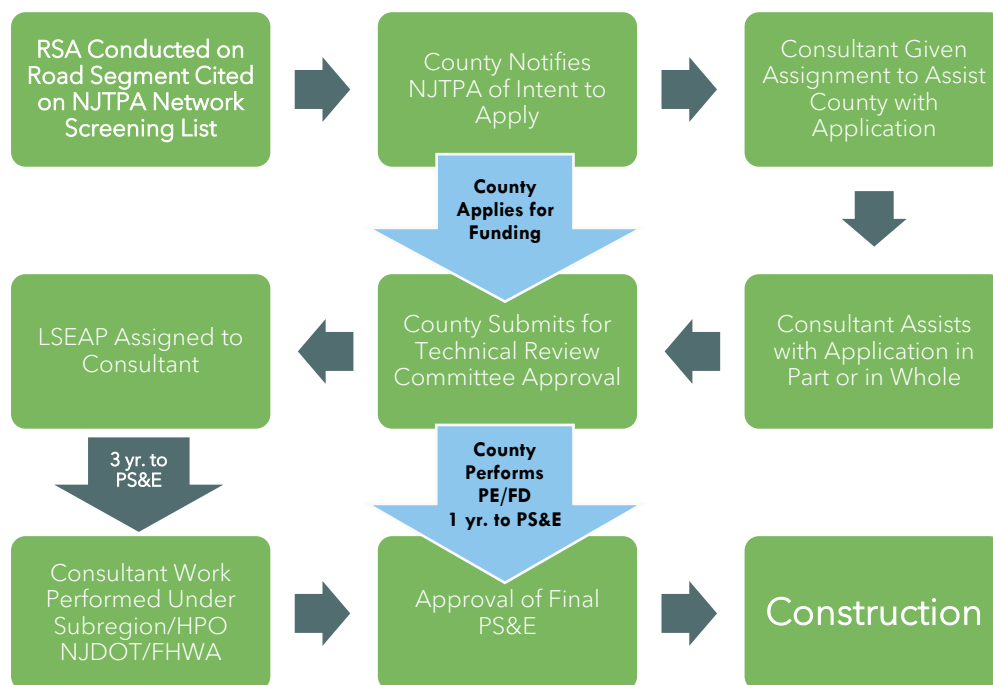 RSA Conducted on
Road Segment Cited
on NJTPA Network
Screening List
County Notifies
NJTPA of Intent to
Apply
Consultant Given
Assignment to Assist
County with
Application
County
Applies for
Funding
LSEAP Assigned to
Consultant
County Submits for
Technical Review
Committee Approval
Consultant Assists
with Application in
Part or in Whole
3 yr. to
PS&E
County
Performs
PE/FD
1 yr. to PS&E
Consultant Work
Performed Under
Subregion/HPO
NJDOT/FHWA
Approval of Final
PS&E
Construction